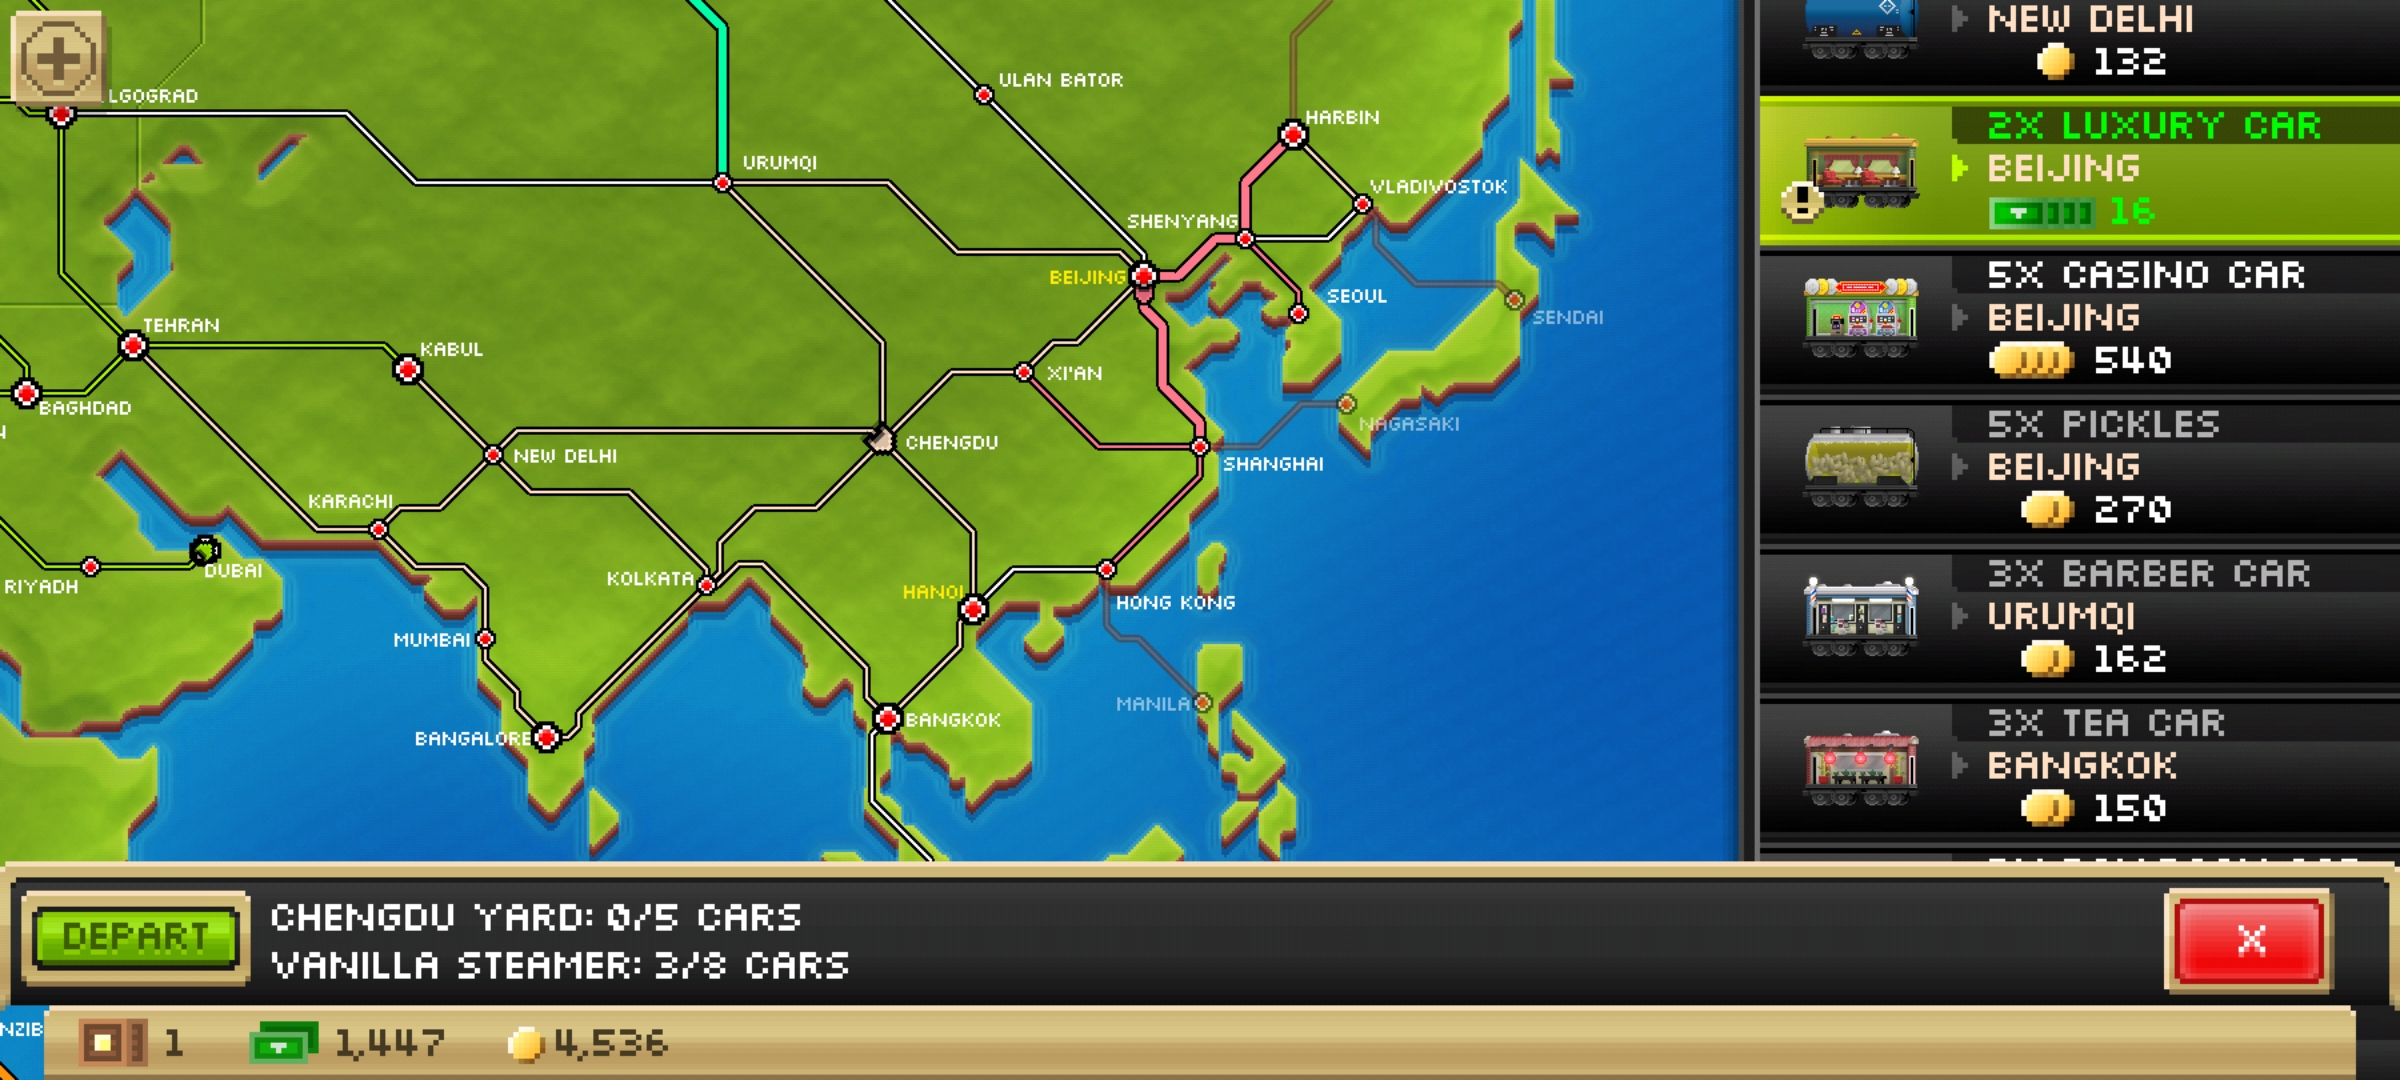 LGOGRAD
ULAN BATOR
HARBIN
URUMQI
VLADIVOSTOK
SHENYANG
BEIJING
SEOUL
SENDAI
TEHRAN
KABUL
XI'AN
BAGHDAD
NAGASAKI
CHENGDU
NEW DELHI
SHANGHAI
KARACHI
RIYADH
DUBAI
KOLKATA
HANOI
HONG KONG
MUMBAI
MANILA
BANGALORE
BANGKOK
NEW DELHI
132
2X LUXURY CAR
BEIJING
16
5X CASINO CAR
BEIJING
540
5X PICKLES
BEIJING
270
3X BARBER CAR
URUMQI
162
3X TEA CAR
BANGKOK
150
DEPART
CHENGDU YARD: 0/5 CARS
VANILLA STEAMER: 3/8 CARS
X
NZIB
1
1,447
4,536